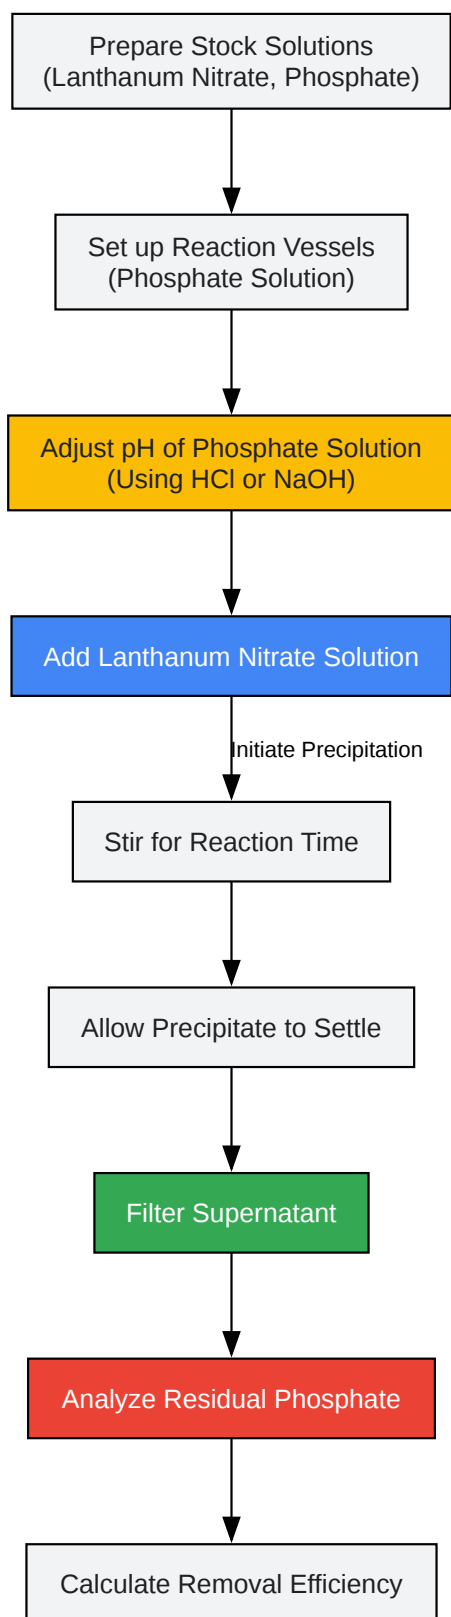 Prepare Stock Solutions
(Lanthanum Nitrate, Phosphate)
Set up Reaction Vessels
(Phosphate Solution)
Adjust pH of Phosphate Solution
(Using HCl or NaOH)
Add Lanthanum Nitrate Solution
Initiate Precipitation
Stir for Reaction Time
Allow Precipitate to Settle
Filter Supernatant
Analyze Residual Phosphate
Calculate Removal Efficiency